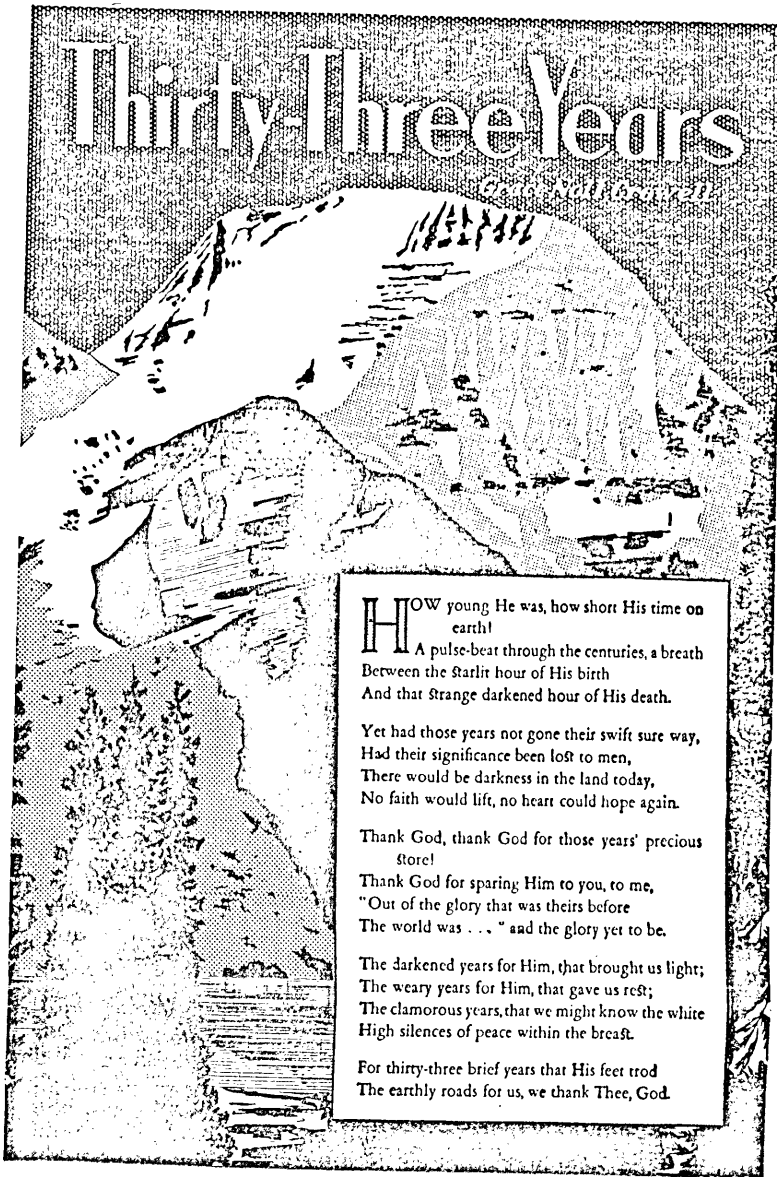 Thirty-Three Years
HOW young He was, how short His time on
earth!
A pulse-beat through the centuries, a breath
Between the starlit hour of His birth
And that strange darkened hour of His death.
Yet had those years not gone their swift sure way,
Had their significance been lost to men,
There would be darkness in the land today,
No faith would lift, no heart could hope again.
Thank God, thank God for those years' precious
store!
Thank God for sparing Him to you, to me,
"Out of the glory that was theirs before
The world was . . . " and the glory yet to be.
The darkened years for Him, that brought us light;
The weary years for Him, that gave us rest;
The clamorous years, that we might know the white
High silences of peace within the breast.
For thirty-three brief years that His feet trod
The earthly roads for us, we thank Thee, God.